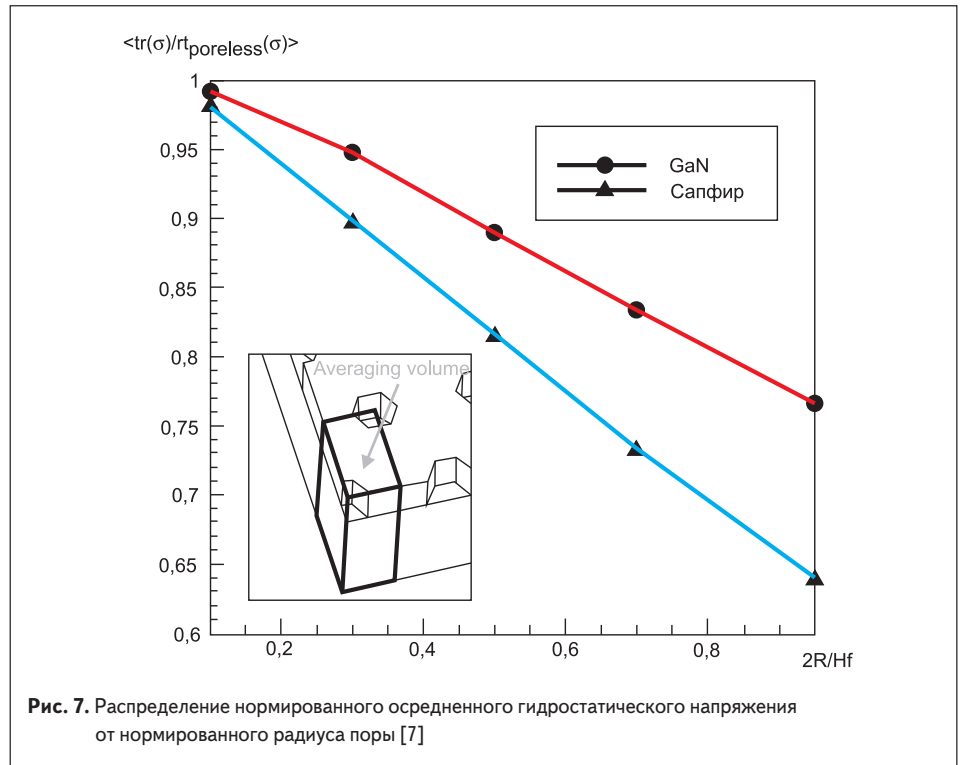 <tr(σ)/rt poreless(σ)>
1
0,95
0,9
0,85
0,8
0,75
0,7
0,65
0,6
GaN
Сапфир
Averaging volume
0,2 0,4 0,6 0,8 2R/Hf
Рис. 7. Распределение нормированного осредненного гидростатического напряжения
от нормированного радиуса поры [7]